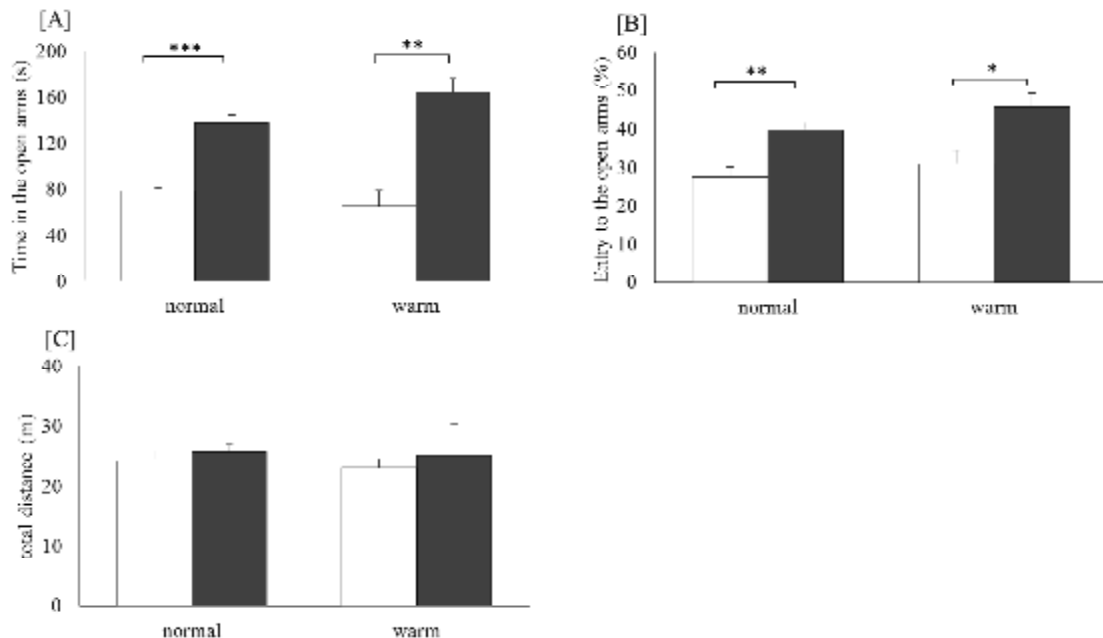 [A]
Time in the open arms (s)
200
160
120
80
40
0
***
**
normal
warm
[B]
Entry to the open arms (%)
60
50
40
30
20
10
0
**
*
normal
warm
[C]
total distance (m)
40
30
20
10
0
normal
warm